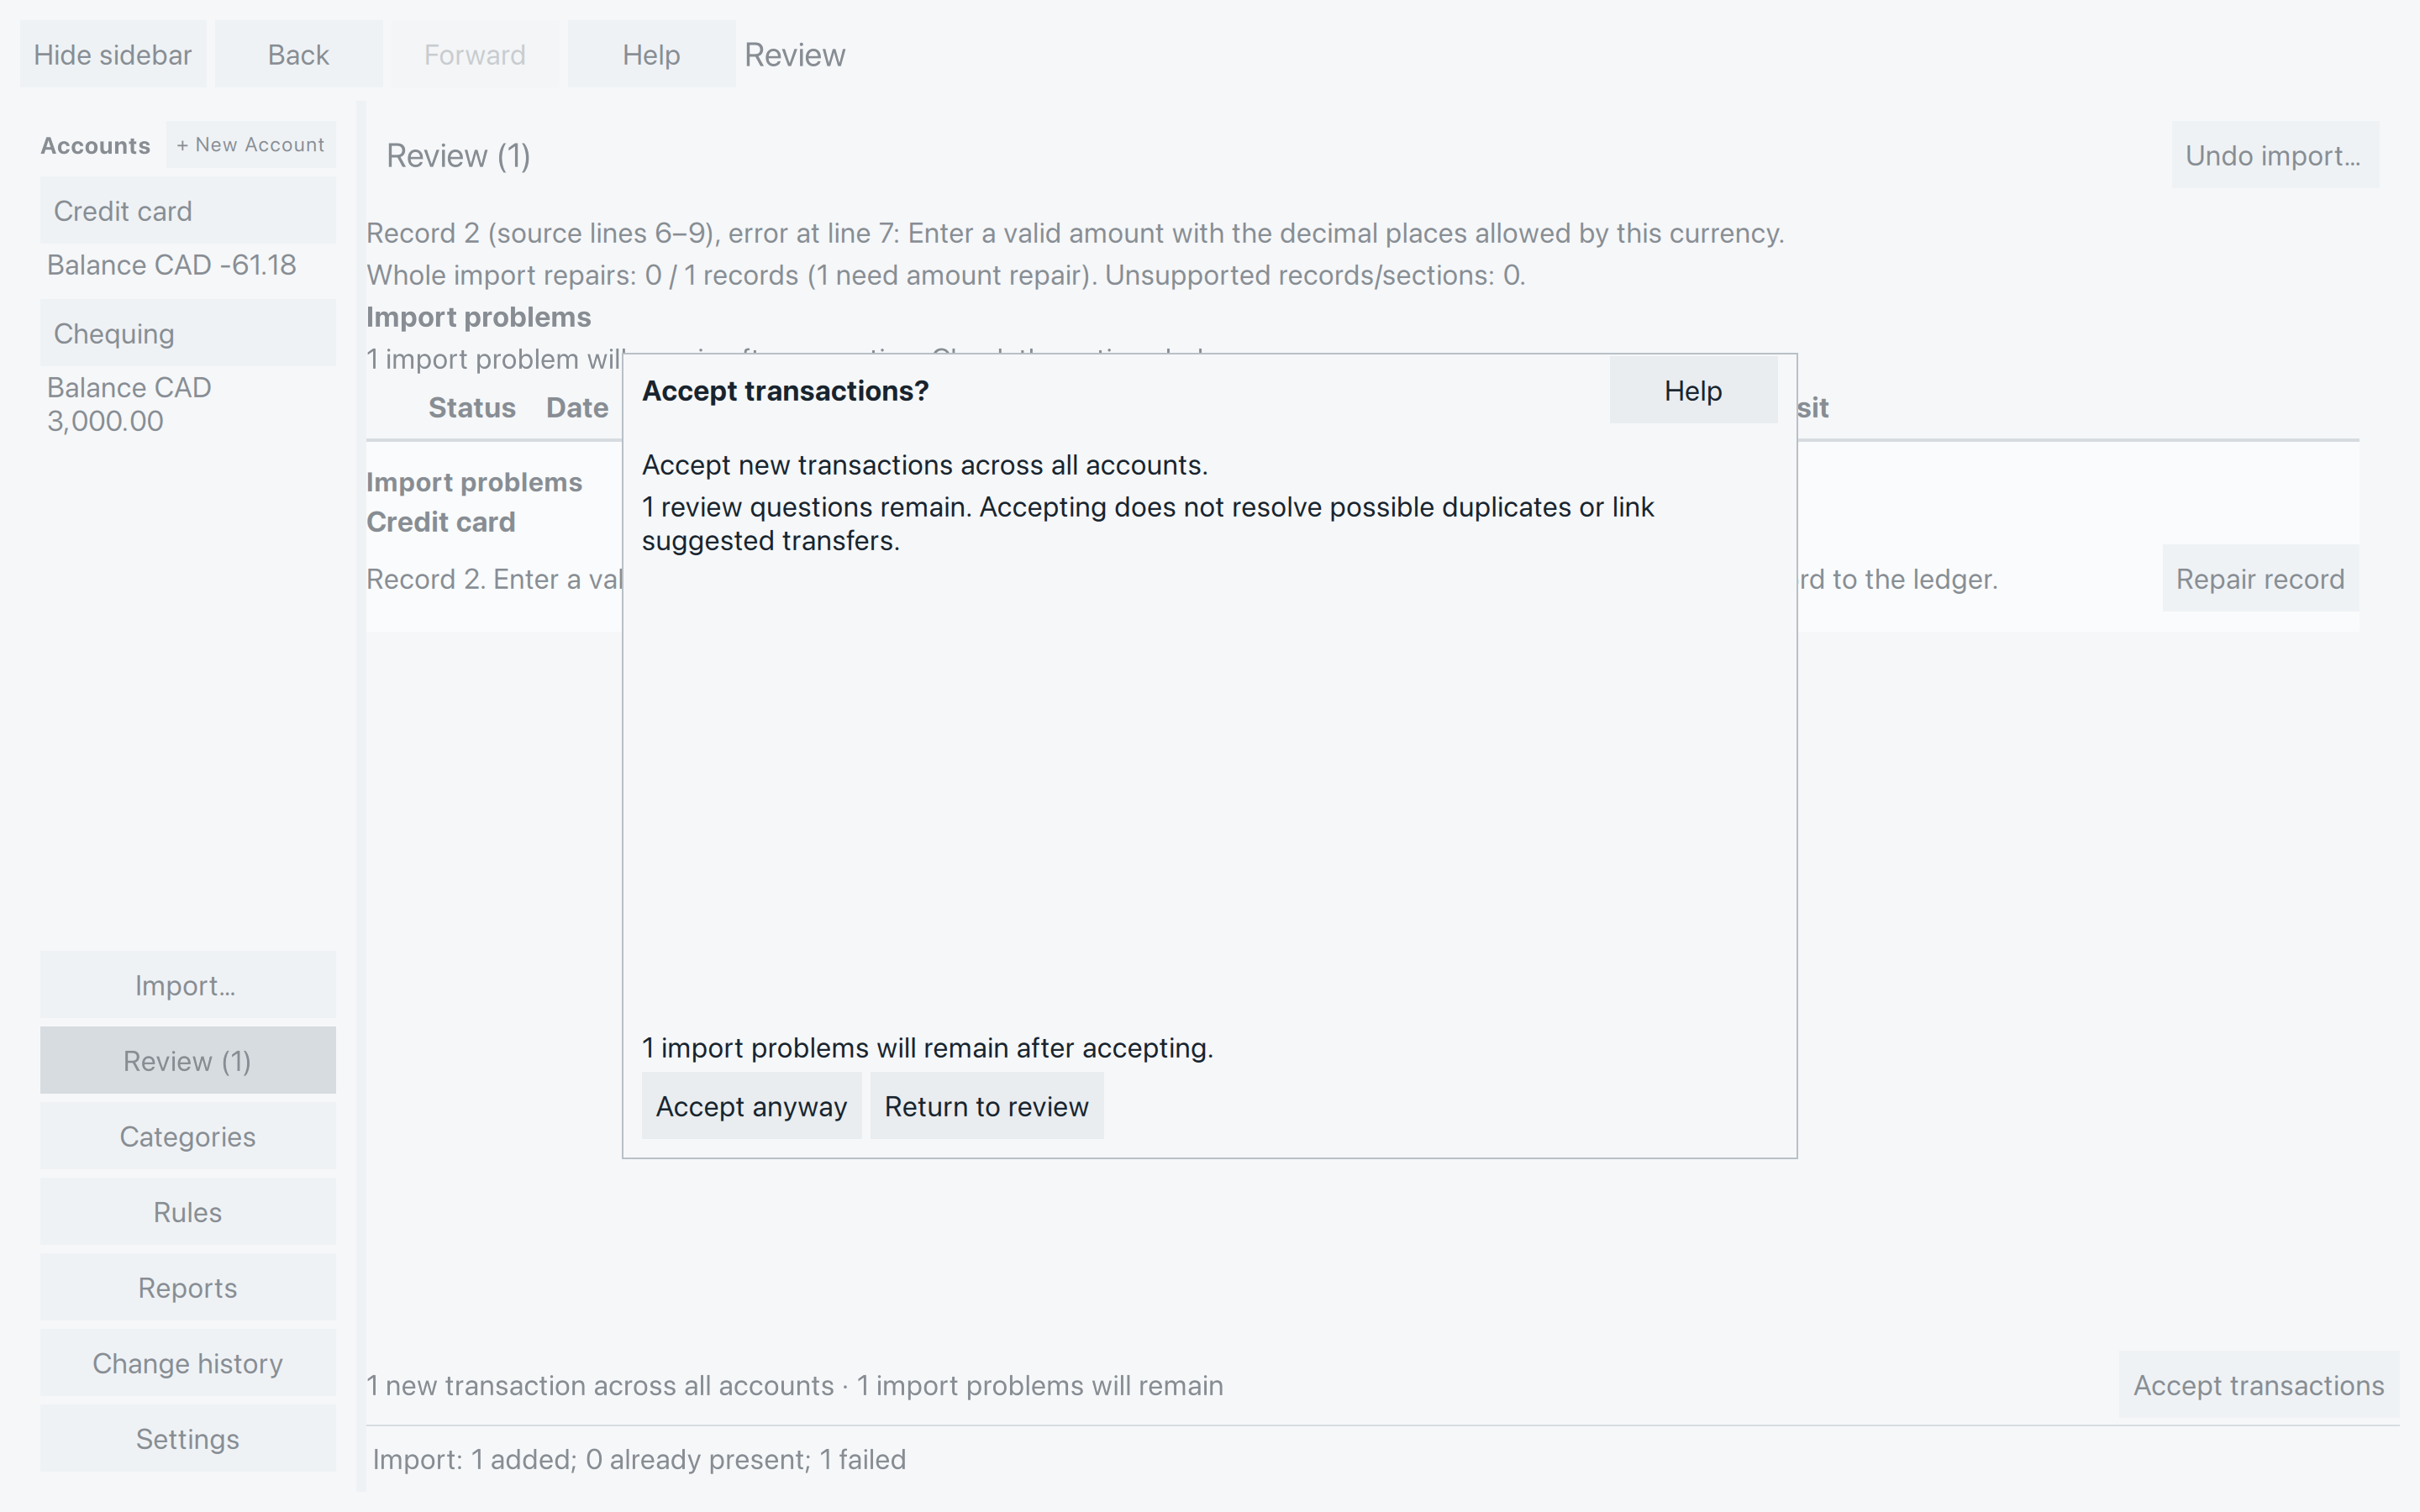 Hide sidebar Back Forward Help Review
Accounts + New Account
Credit card
Balance CAD -61.18
Chequing
Balance CAD
3,000.00
Import…
Review (1)
Categories
Rules
Reports
Change history
Settings
Review (1) Undo import…
Record 2 (source lines 6–9), error at line 7: Enter a valid amount with the decimal places allowed by this currency.
Whole import repairs: 0 / 1 records (1 need amount repair). Unsupported records/sections: 0.
Import problems
1 import problem will
Status Date
Import problems
Credit card
Record 2. Enter a to the ledger. Repair record
Accept transactions? Help
Accept new transactions across all accounts.
1 review questions remain. Accepting does not resolve possible duplicates or link
suggested transfers.
1 import problems will remain after accepting.
Accept anyway Return to review
1 new transaction across all accounts · 1 import problems will remain Accept transactions
Import: 1 added; 0 already present; 1 failed